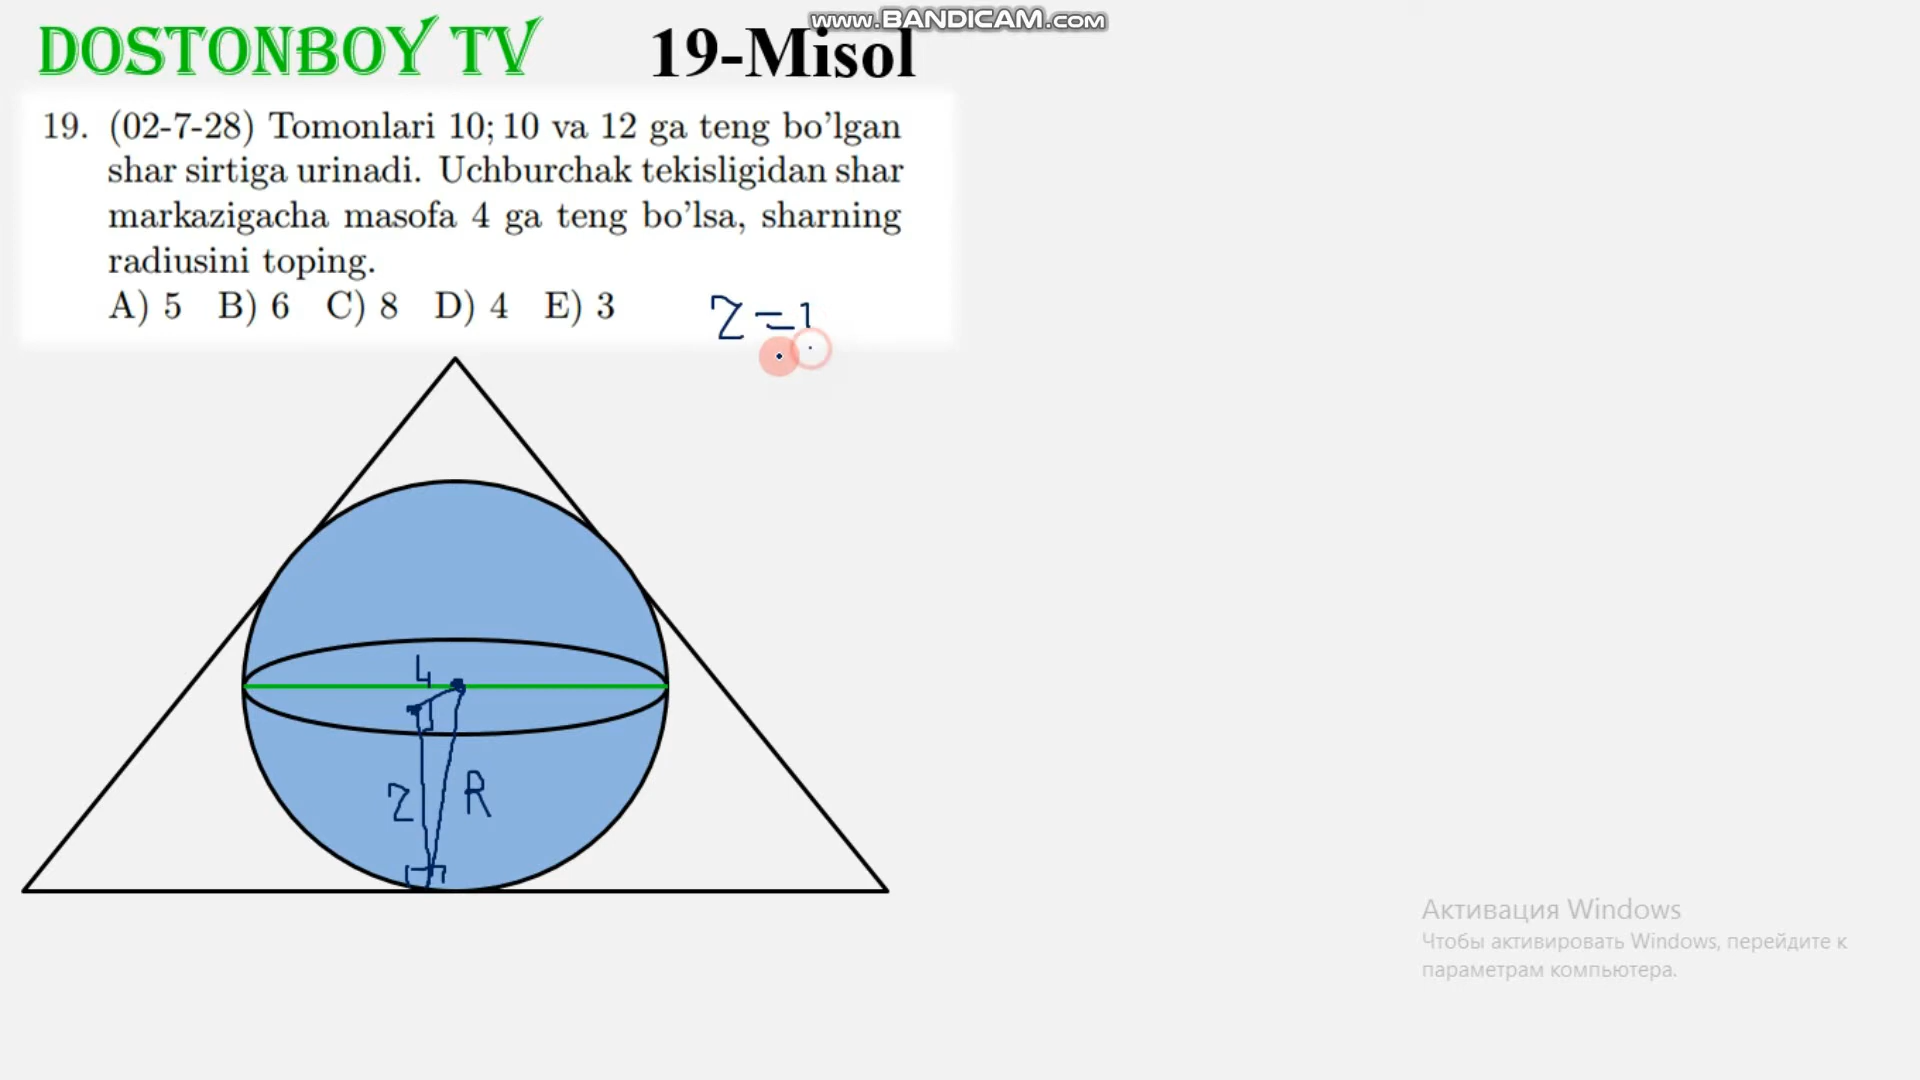 www.BANDICAM.com
DOSTONBOY TV
19-Misol
19. (02-7-28) Tomonlari 10; 10 va 12 ga teng bo'lgan
shar sirtiga urinadi. Uchburchak tekisligidan shar
markazigacha masofa 4 ga teng bo'lsa, sharning
radiusini toping.
A) 5 B) 6 C) 8 D) 4 E) 3
4
R
Активация Windows
Чтобы активировать Windows, перейдите к
параметрам компьютера.